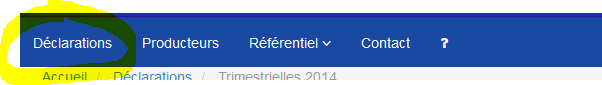 Déclarations Producteurs Référentiel Contact ?
Accueil / Déclarations / Trimestrielles 2014